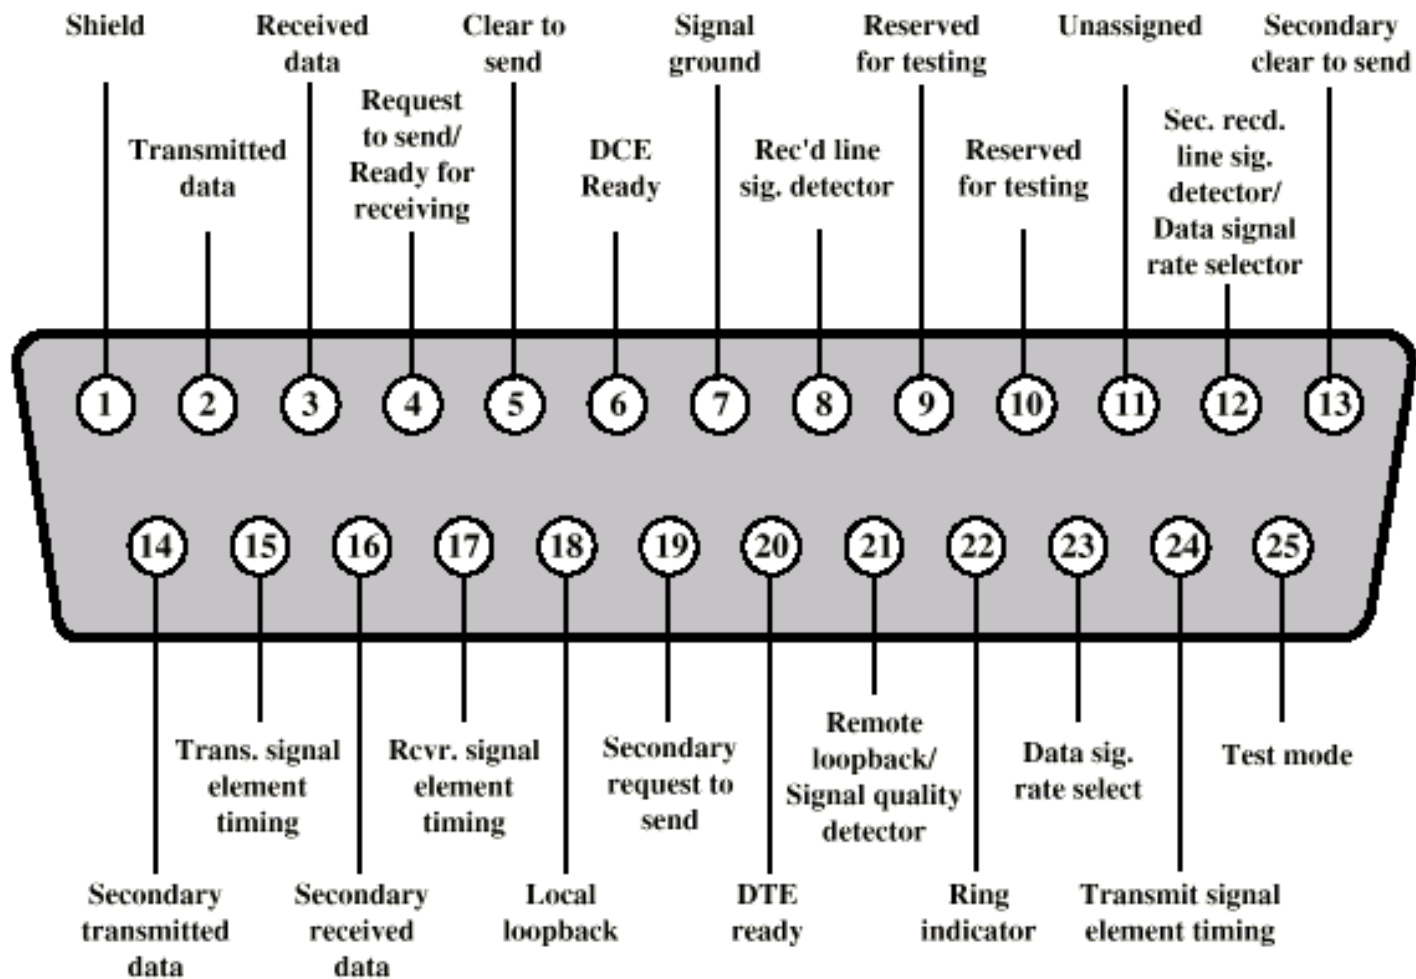 Shield
Received
data
Clear to
send
Signal
ground
Reserved
for testing
Unassigned
Secondary
clear to send
Transmitted
data
Request
to send/
Ready for
receiving
DCE
Ready
Rec'd line
sig. detector
Reserved
for testing
Sec. recd.
line sig.
detector/
Data signal
rate selector
1 2 3 4 5 6 7 8 9 10 11 12 13
14 15 16 17 18 19 20 21 22 23 24 25
Trans. signal
element
timing
Rcvr. signal
element
timing
Secondary
request to
send
Remote
loopback/
Signal quality
detector
Data sig.
rate select
Test mode
Secondary
transmitted
data
Secondary
received
data
Local
loopback
DTE
ready
Ring
indicator
Transmit signal
element timing